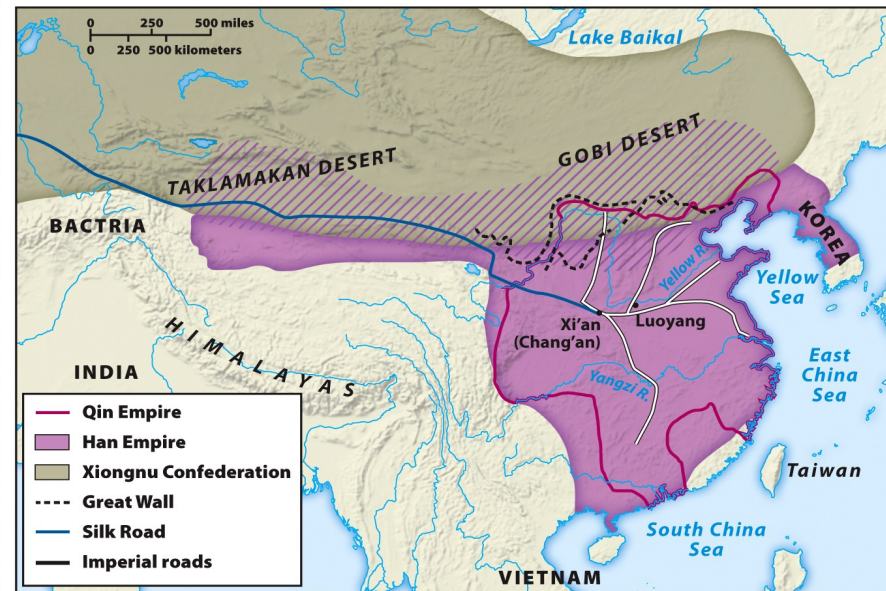 0 250 500 miles
0 250 500 kilometers
Lake Baikal
TAKLAMAKAN DESERT
GOBI DESERT
BACTRIA
KOREA
Yellow R.
Yellow
Sea
Xi'an
(Chang'an)
Luoyang
HIMALAYAS
INDIA
Yangzi R.
East
China
Sea
Qin Empire
Han Empire
Xiongnu Confederation
Great Wall
Silk Road
Imperial roads
Taiwan
South China
Sea
VIETNAM